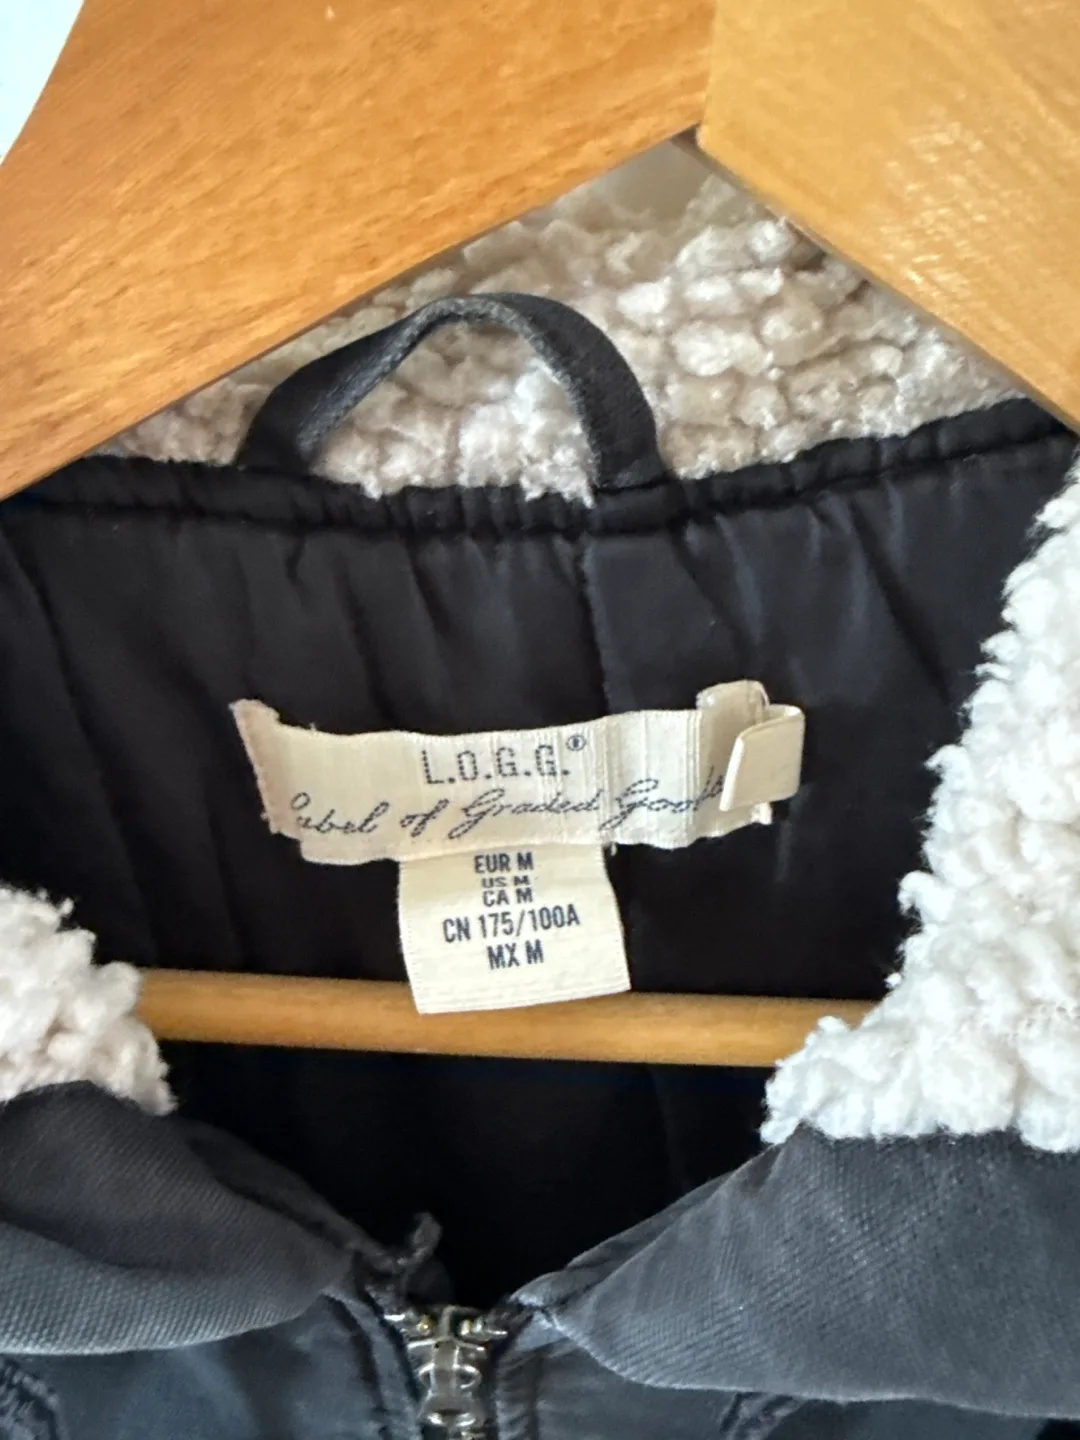 L.O.G.G.®
Label of Graded Goods
EUR M
US M
CA M
CN 175/100A
MX M